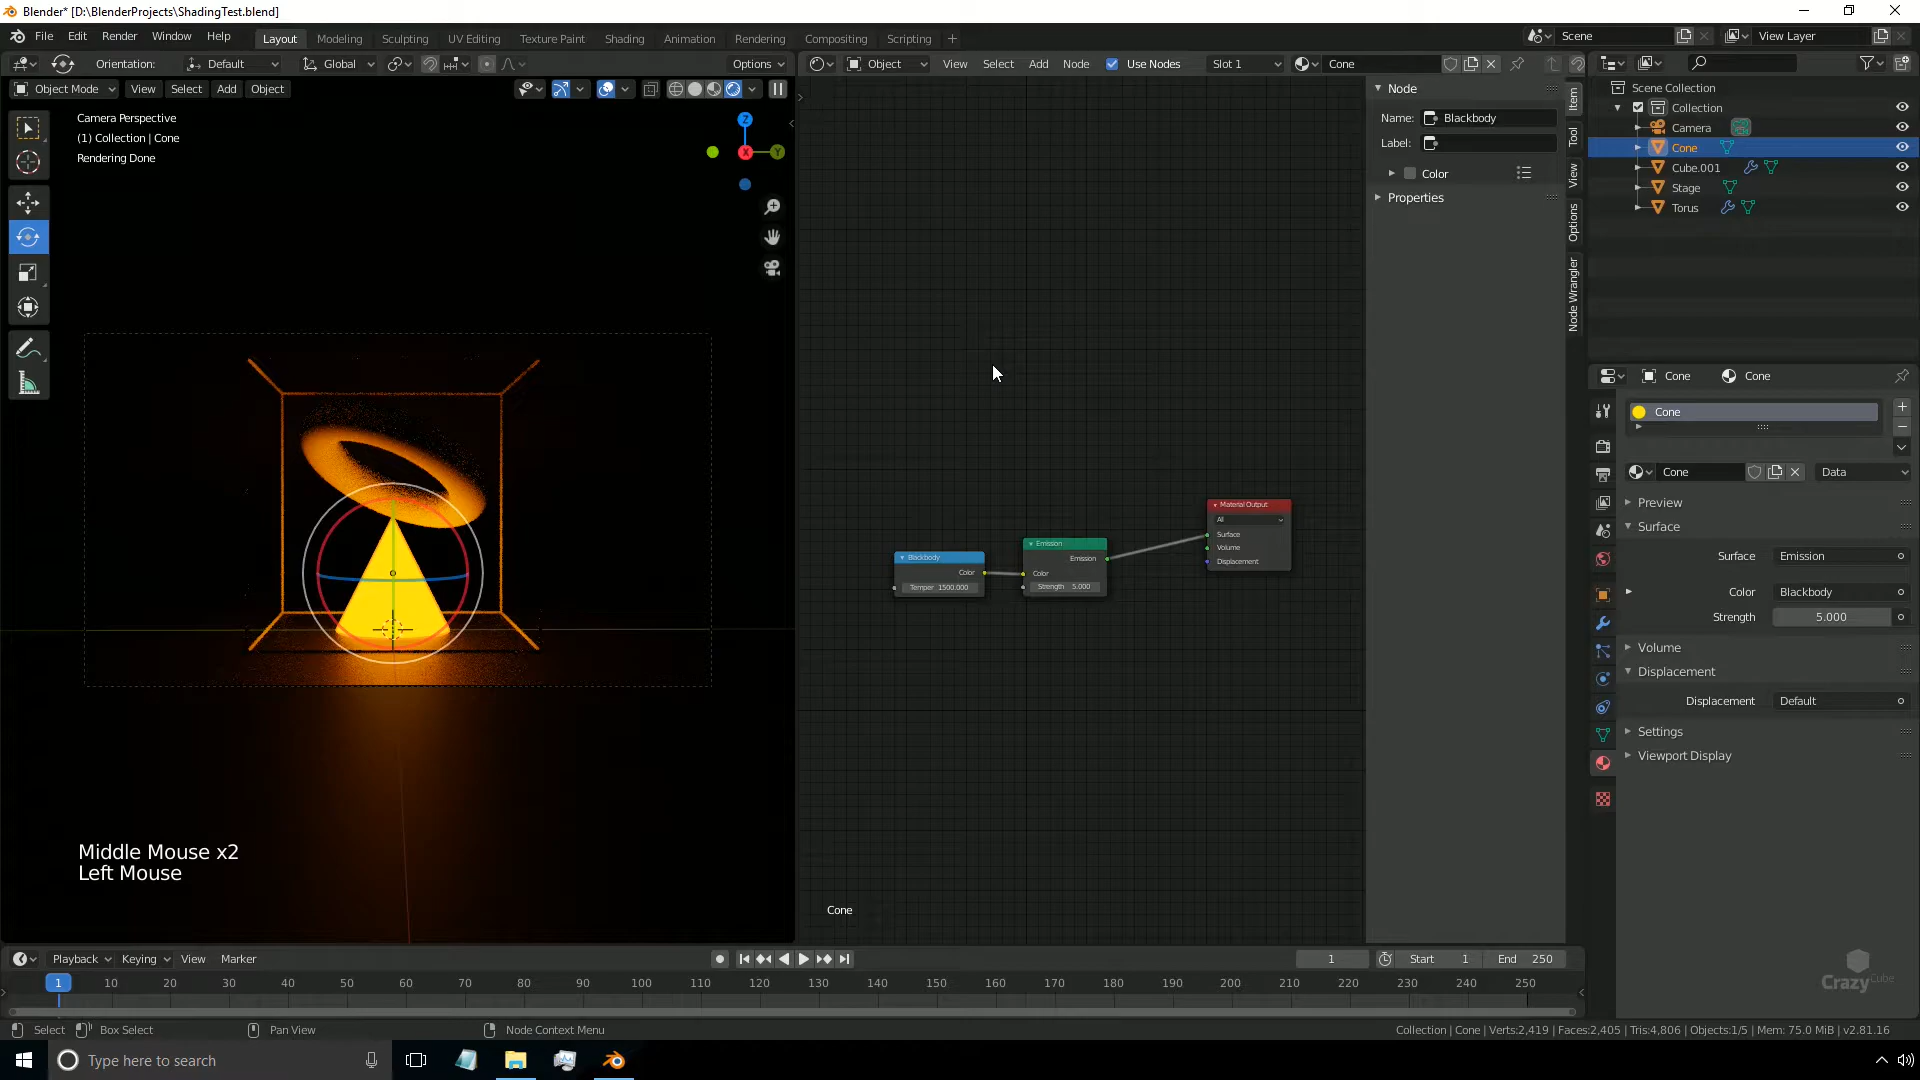 Blender* [D:\BlenderProjects\ShadingTest.blend]
File Edit Render Window Help
Layout Modeling Sculpting UV Editing Texture Paint Shading Animation Rendering Compositing Scripting
Scene View Layer
Orientation: Default Global Options
Object View Select Add Node Use Nodes Slot 1 Cone
Object Mode View Select Add Object
Camera Perspective
(1) Collection | Cone
Rendering Done
Z
X
Y
Middle Mouse x2
Left Mouse
Blackbody
Color
Temper 1500.000
Emission
Emission
Color
Strength 5.000
Material Output
All
Surface
Volume
Displacement
Cone
Node
Name: Blackbody
Label:
Color
Properties
Item
Tool
View
Options
Node Wrangler
Scene Collection
Collection
Camera
Cone
Cube.001
Stage
Torus
Cone Cone
Cone
Cone Data
Preview
Surface
Surface Emission
Color Blackbody
Strength 5.000
Volume
Displacement
Displacement Default
Settings
Viewport Display
CrazyCube
Playback Keying View Marker
1 Start 1 End 250
1 10 20 30 40 50 60 70 80 90 100 110 120 130 140 150 160 170 180 190 200 210 220 230 240 250
Select Box Select Pan View Node Context Menu
Collection | Cone | Verts:2,419 | Faces:2,405 | Tris:4,806 | Objects:1/5 | Mem: 75.0 MiB | v2.81.16
Type here to search